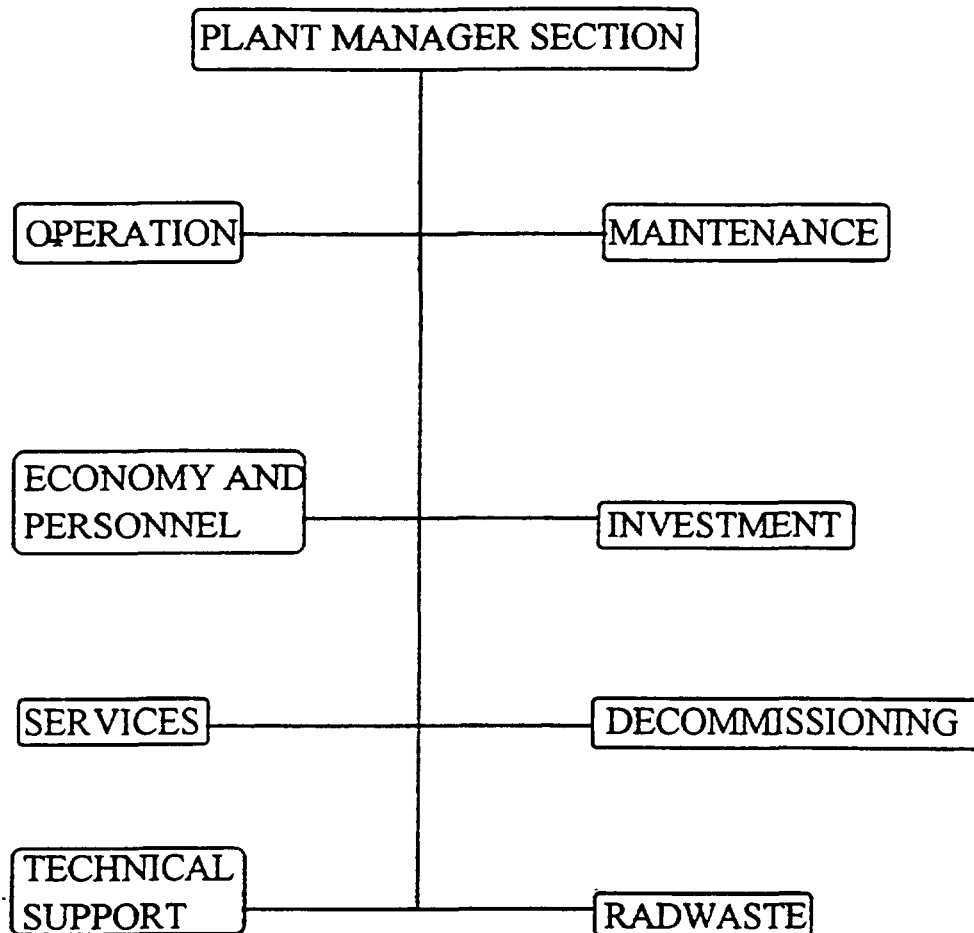 PLANT MANAGER SECTION
OPERATION
MAINTENANCE
ECONOMY AND
PERSONNEL
INVESTMENT
SERVICES
DECOMMISSIONING
TECHNICAL
SUPPORT
RADWASTE